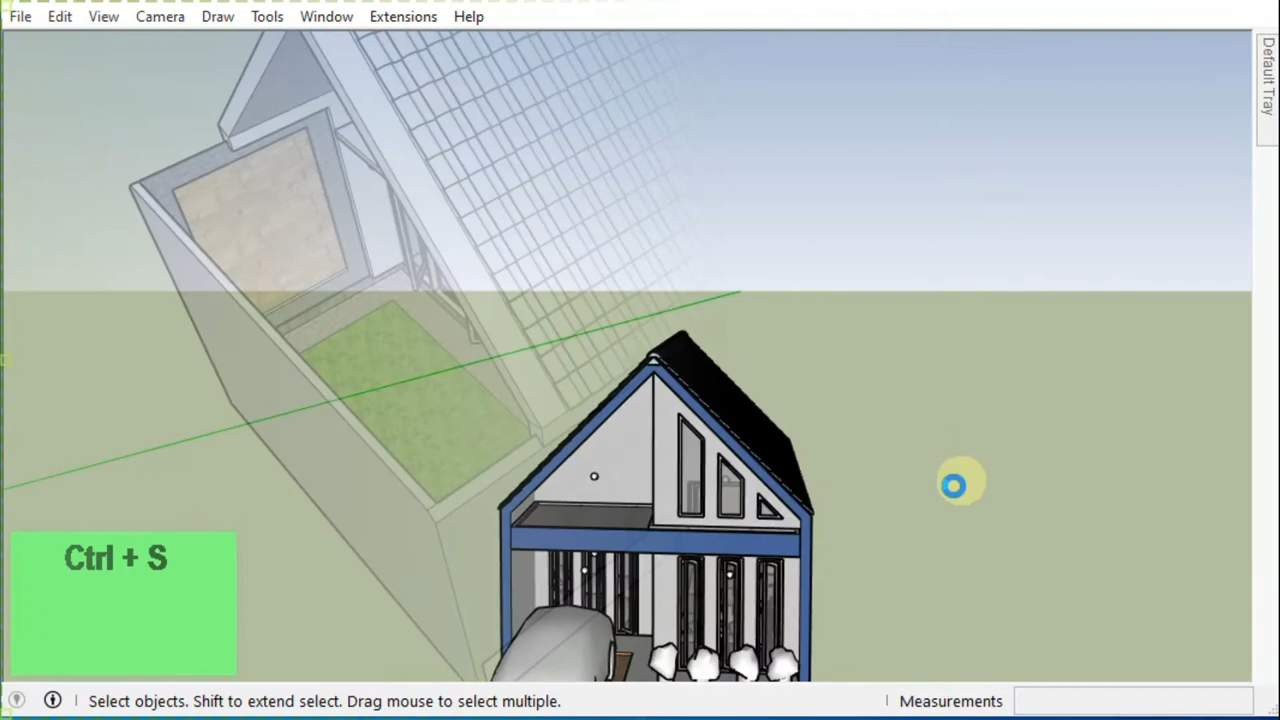 File Edit View Camera Draw Tools Window Extensions Help
Default Tray
Ctrl + S
Select objects. Shift to extend select. Drag mouse to select multiple. Measurements